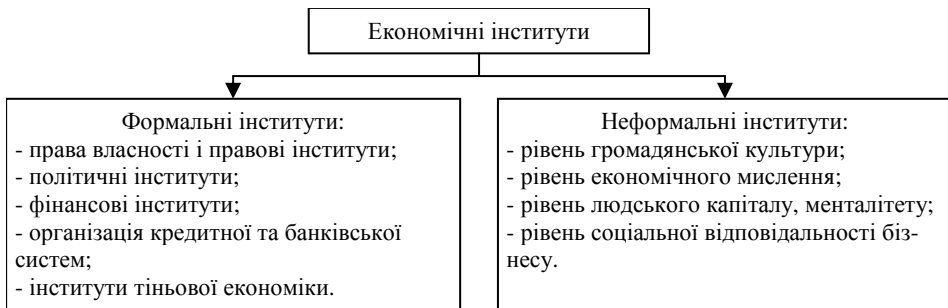 Економічні інститути
Формальні інститути:
- права власності і правові інститути;
- політичні інститути;
- фінансові інститути;
- організація кредитної та банківської
систем;
- інститути тіньової економіки.
Неформальні інститути:
- рівень громадянської культури;
- рівень економічного мислення;
- рівень людського капіталу, менталітету;
- рівень соціальної відповідальності біз-
несу.